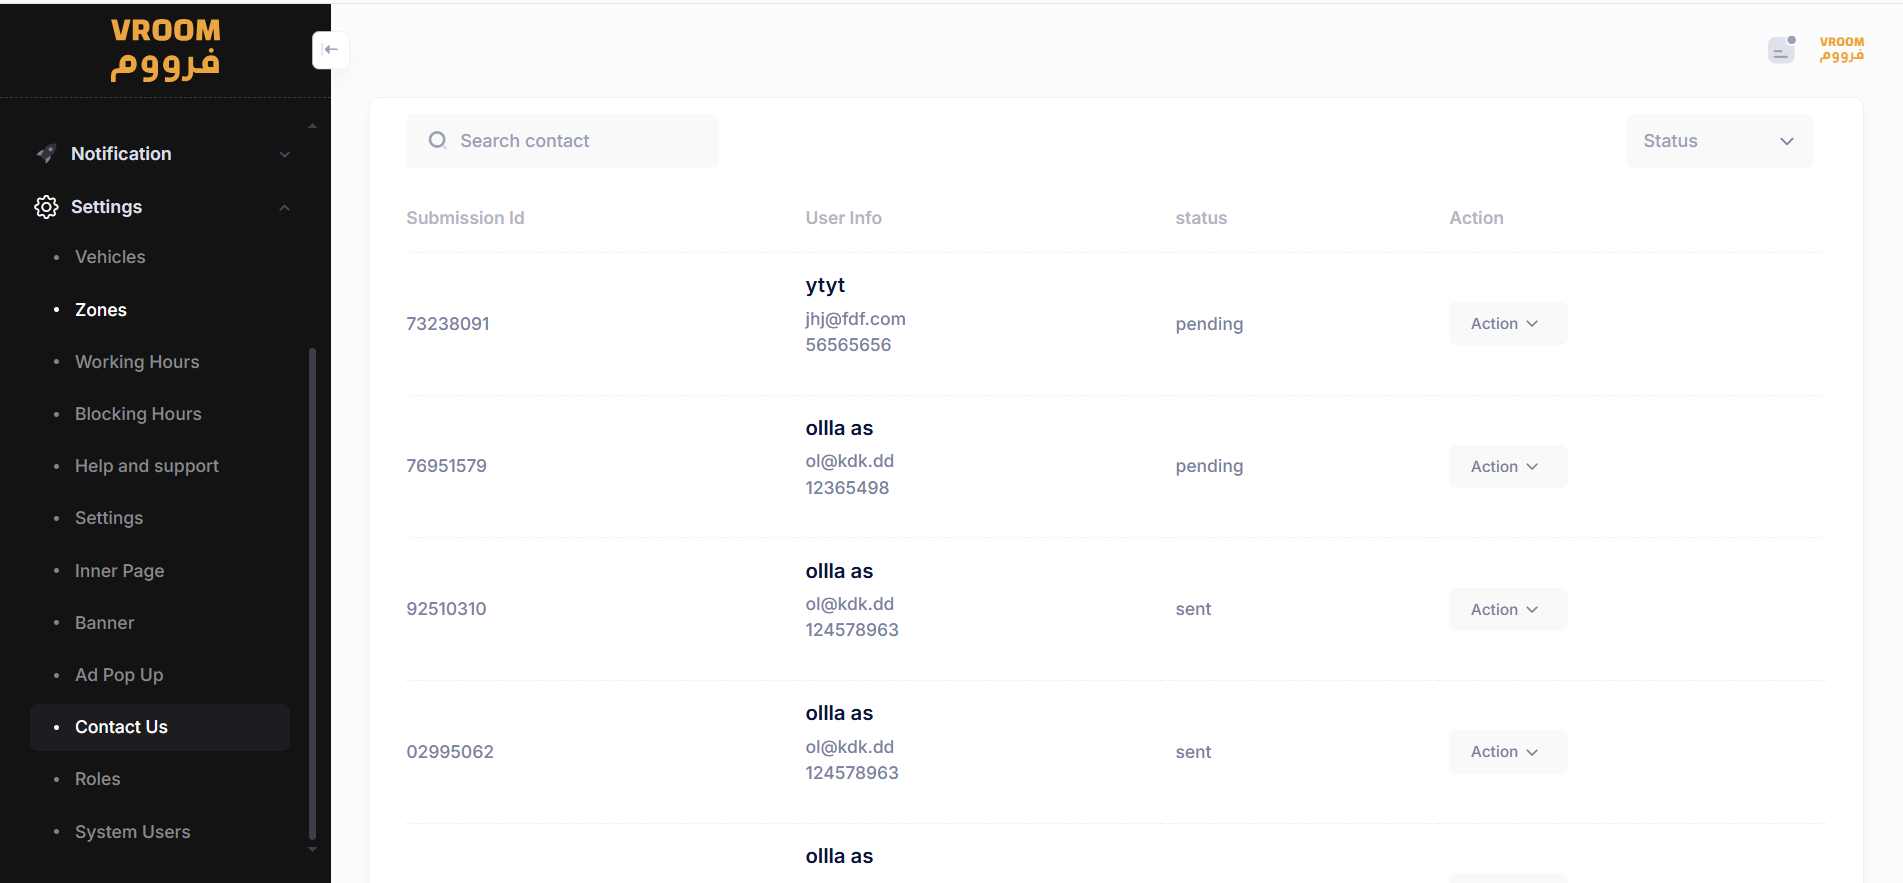 VROOM
فرووم
Notification
Settings
Vehicles
Zones
Working Hours
Blocking Hours
Help and support
Settings
Inner Page
Banner
Ad Pop Up
Contact Us
Roles
System Users
VROOM
فرووم
Search contact
Status
Submission Id User Info status Action
ytyt
jhj@fdf.com
73238091 pending Action
56565656
ollla as
ol@kdk.dd
76951579 pending Action
12365498
ollla as
ol@kdk.dd
92510310 sent Action
124578963
ollla as
ol@kdk.dd
02995062 sent Action
124578963
ollla as